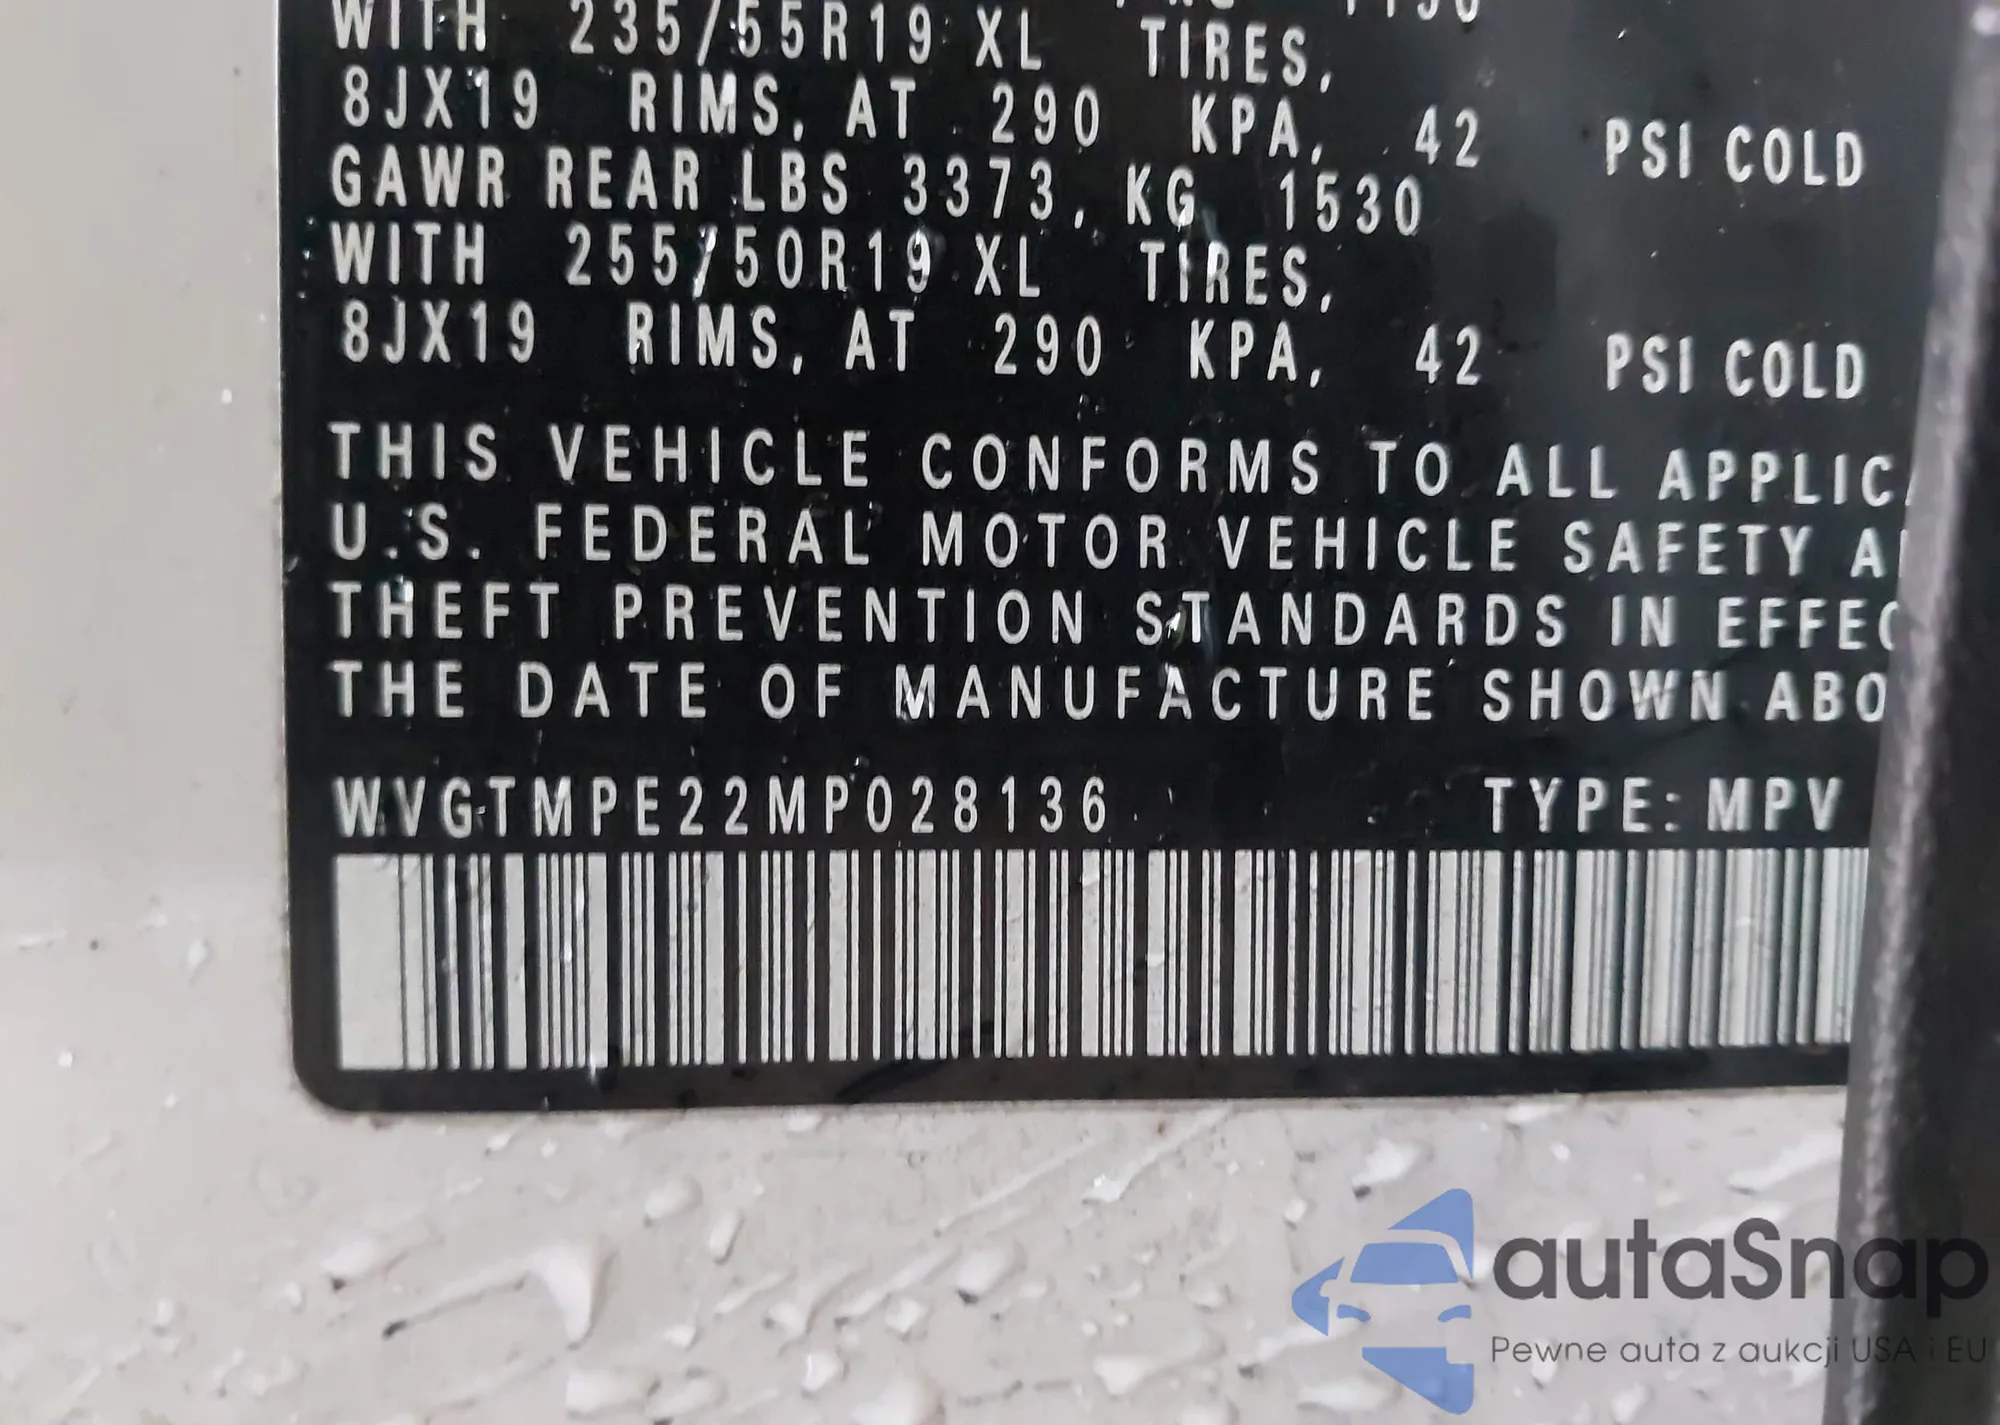 WITH 235/55R19 XL TIRES,
8JX19 RIMS, AT 290 KPA, 42 PSI COLD
GAWR REAR LBS 3373, KG 1530
WITH 255/50R19 XL TIRES,
8JX19 RIMS, AT 290 KPA, 42 PSI COLD
THIS VEHICLE CONFORMS TO ALL APPLIC
U.S. FEDERAL MOTOR VEHICLE SAFETY A
THEFT PREVENTION STANDARDS IN EFFEC
THE DATE OF MANUFACTURE SHOWN ABO
WVGTMPE22MP028136 TYPE: MPV
autaSnap
Pewne auta z aukcji USA i EU